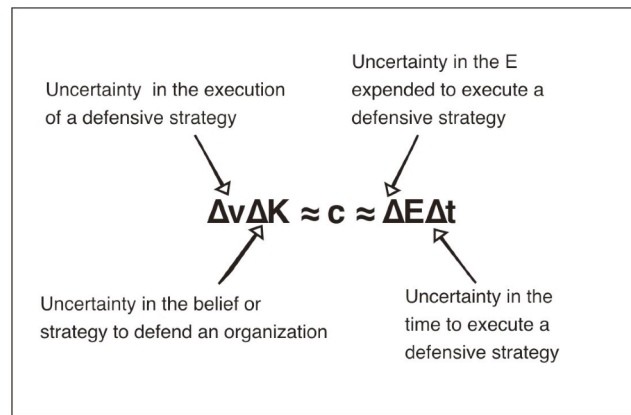 Uncertainty in the execution
of a defensive strategy
Uncertainty in the E
expended to execute a
defensive strategy
ΔvΔK ≈ c ≈ ΔEΔt
Uncertainty in the belief or
strategy to defend an organization
Uncertainty in the
time to execute a
defensive strategy